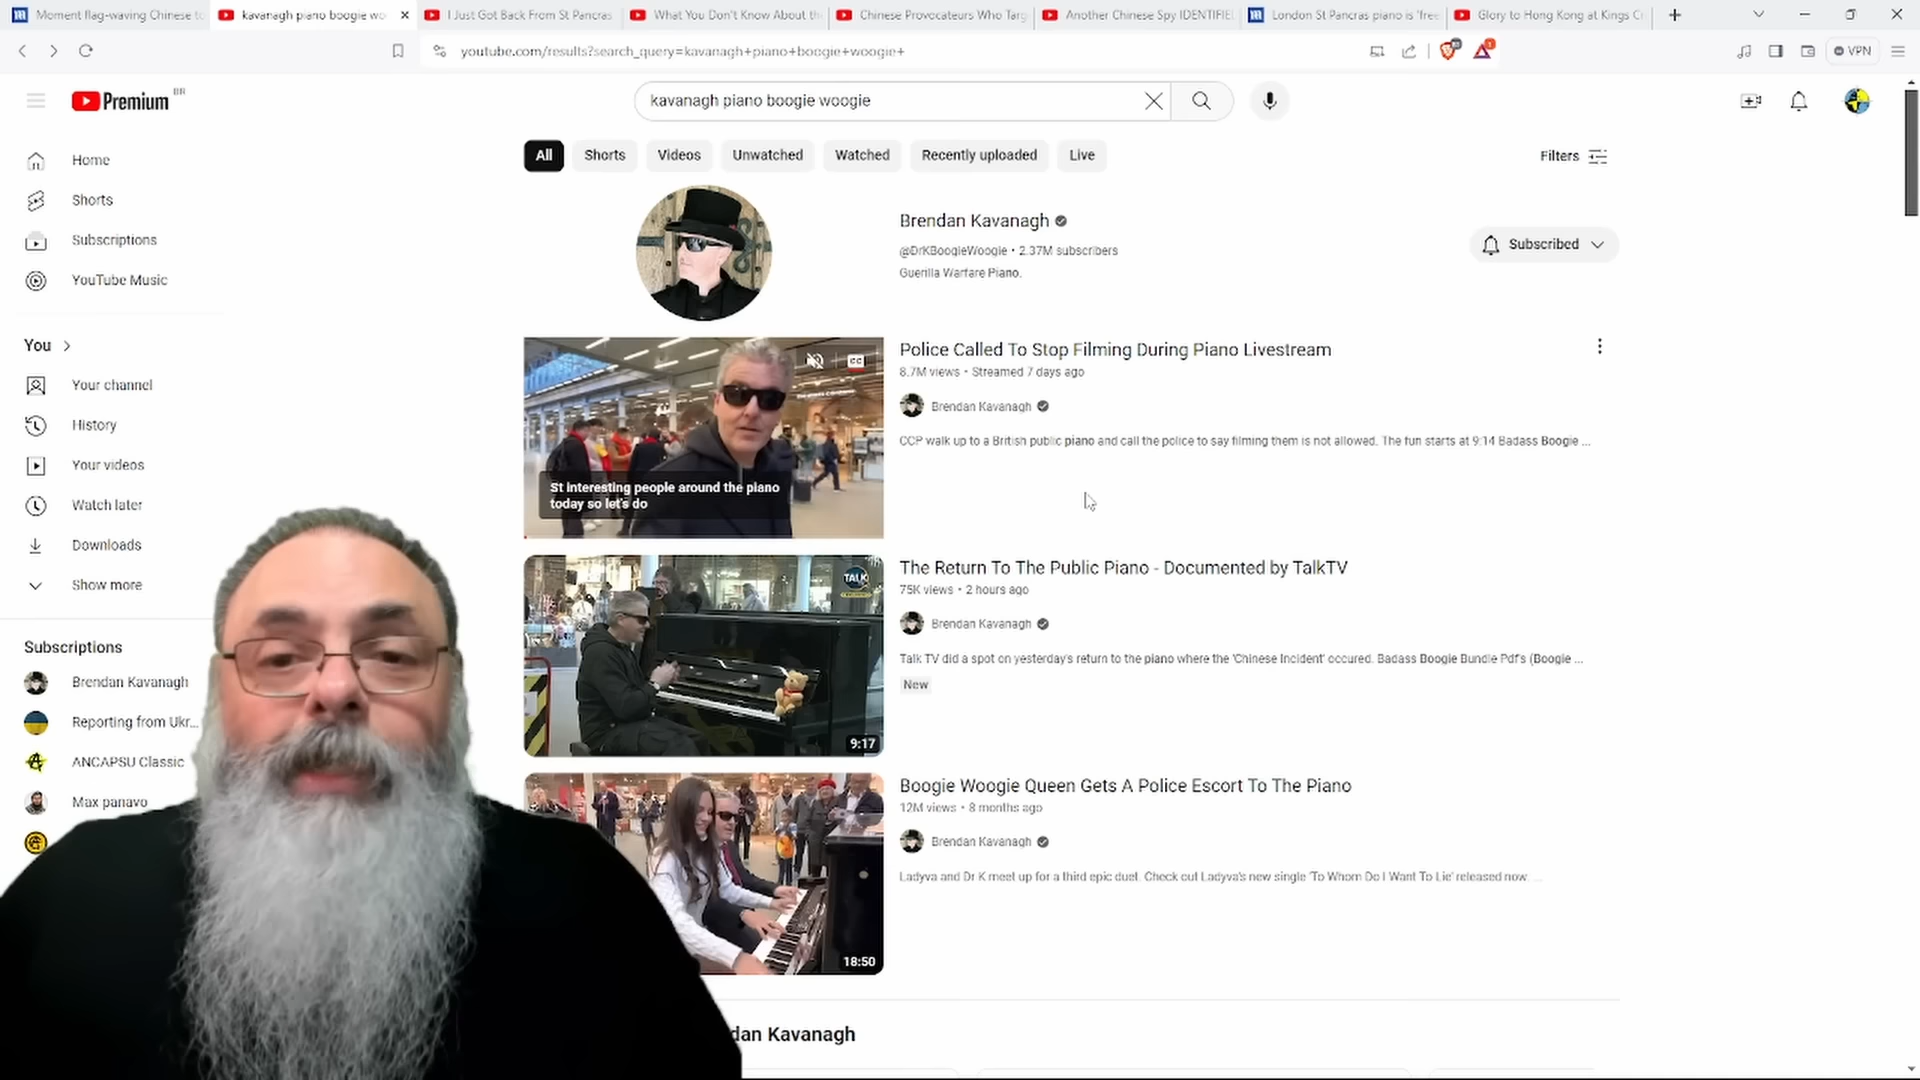 Moment flag-waving Chinese to
kavanagh piano boogie wo
I Just Got Back From St Pancras
What You Don't Know About th
Chinese Provocateurs Who Targ
Another Chinese Spy IDENTIFIE
London St Pancras piano is 'free
Glory to Hong Kong at Kings C
youtube.com/results?search_query=kavanagh+piano+boogie+woogie+
VPN
Premium BR
kavanagh piano boogie woogie
All
Shorts
Videos
Unwatched
Watched
Recently uploaded
Live
Filters
Home
Shorts
Subscriptions
YouTube Music
You
Your channel
History
Your videos
Watch later
Downloads
Show more
Subscriptions
Brendan Kavanagh
Reporting from Ukr...
ANCAPSU Classic
Max panavo
Brendan Kavanagh
@DrKBoogieWoogie • 2.37M subscribers
Guerilla Warfare Piano.
Subscribed
CC
St interesting people around the piano
today so let's do
Police Called To Stop Filming During Piano Livestream
8.7M views • Streamed 7 days ago
Brendan Kavanagh
CCP walk up to a British public piano and call the police to say filming them is not allowed. The fun starts at 9:14 Badass Boogie ...
TALK
9:17
The Return To The Public Piano - Documented by TalkTV
75K views • 2 hours ago
Brendan Kavanagh
Talk TV did a spot on yesterday's return to the piano where the 'Chinese Incident' occured. Badass Boogie Bundle Pdf's (Boogie ...
New
18:50
Boogie Woogie Queen Gets A Police Escort To The Piano
12M views • 8 months ago
Brendan Kavanagh
Ladyva and Dr K meet up for a third epic duet. Check out Ladyva's new single 'To Whom Do I Want To Lie' released now. ...
dan Kavanagh